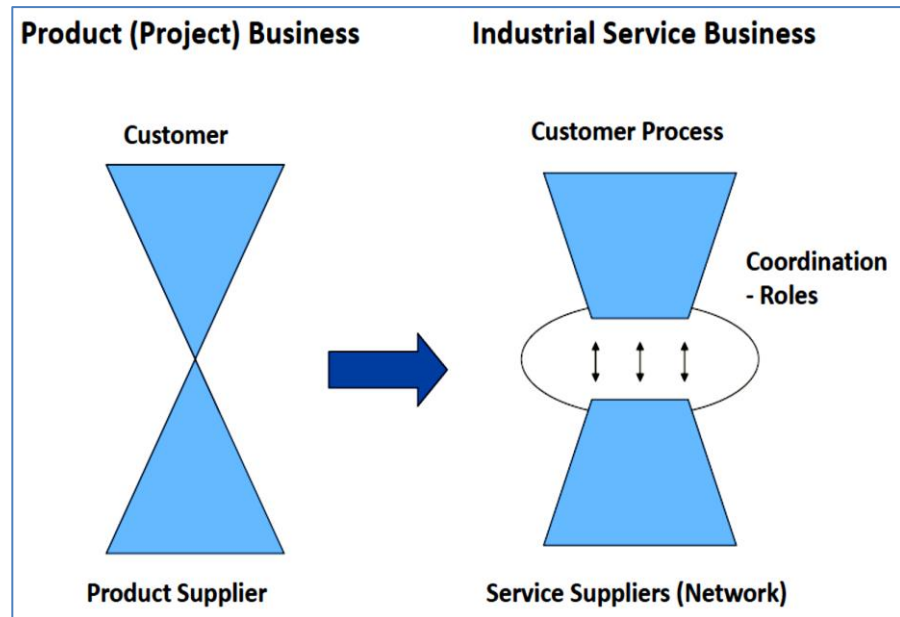 Product (Project) Business
Industrial Service Business
Customer
Customer Process
Coordination
- Roles
Product Supplier
Service Suppliers (Network)